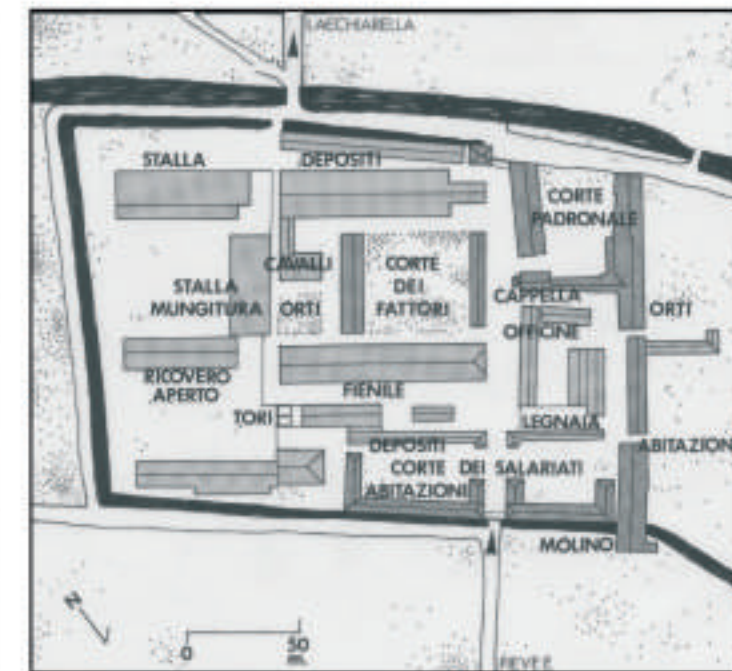 LAECHIARELLA
STALLA
DEPOSITI
CORTE
PADRONALE
CAVALLI
CORTE
DEI
FATTORI
STALLA
MUNGITURA
ORTI
CAPPELLA
ORTI
OFFICINE
RICOVERO
APERTO
FIENILE
TORI
LEGNAIA
DEPOSITI
ABITAZION
CORTE DEI SALARIATI
ABITAZIONI
MOLINO
N
0
50
m.